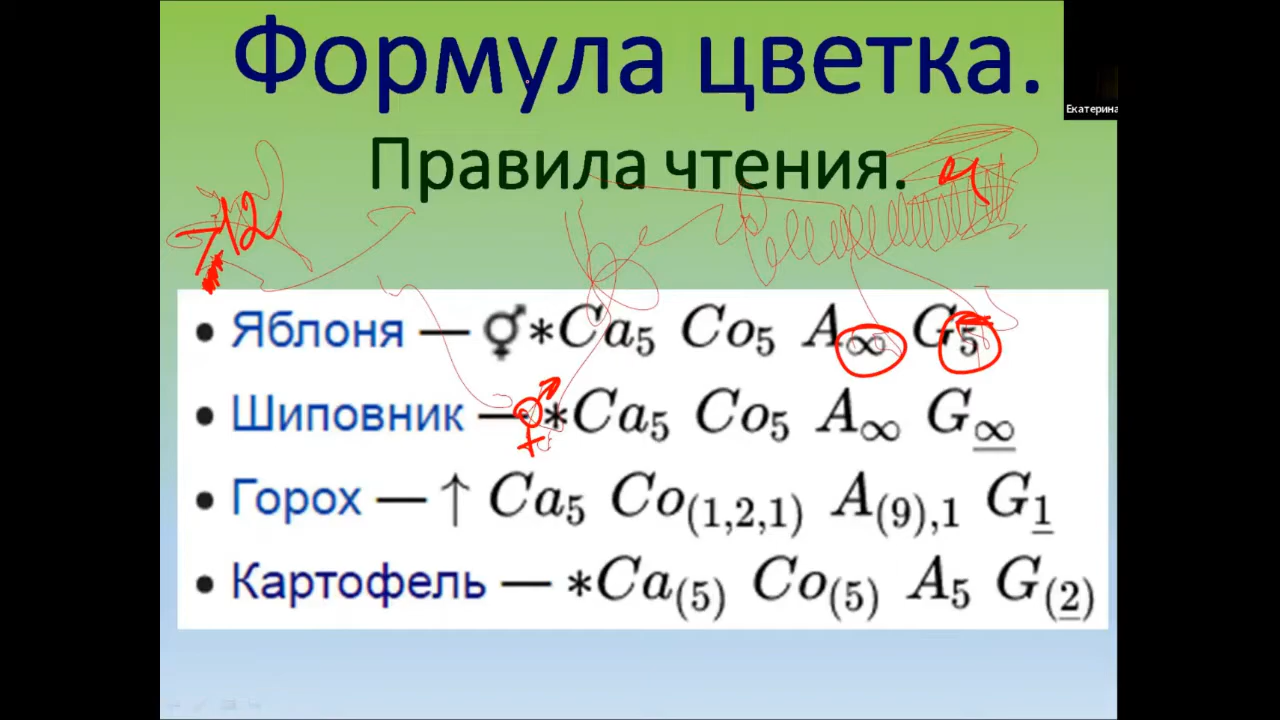 Формула цветка.
Екатерина
Правила чтения.
ч
>12
• Яблоня — ⚥ *Ca₅ Co₅ A∞ G₅
• Шиповник — ⚥ *Ca₅ Co₅ A∞ G∞
• Горох — ↑ Ca₅ Co₍₁,₂,₁₎ A₍₉₎,₁ G₁
• Картофель — *Ca₍₅₎ Co₍₅₎ A₅ G₍₂₎